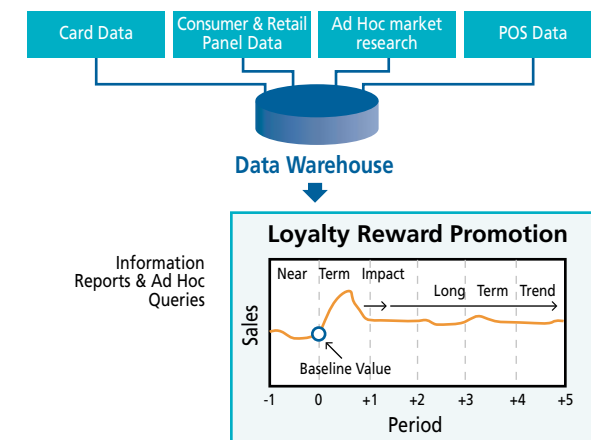 Card Data
Consumer & Retail
Panel Data
Ad Hoc market
research
POS Data
Data Warehouse
Information
Reports & Ad Hoc
Queries
Loyalty Reward Promotion
Near Term Impact
Long Term Trend
Sales
Baseline Value
-1 0 +1 +2 +3 +4 +5
Period